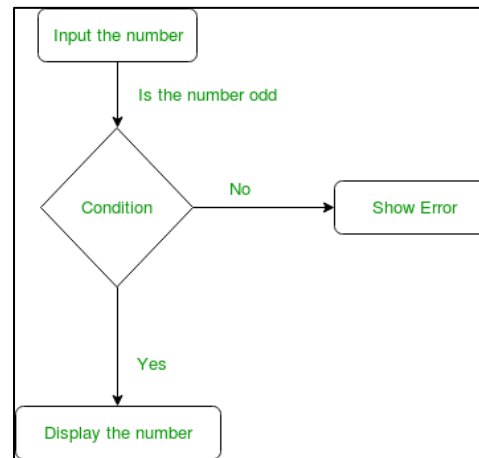 Input the number
Is the number odd
Condition
No
Show Error
Yes
Display the number